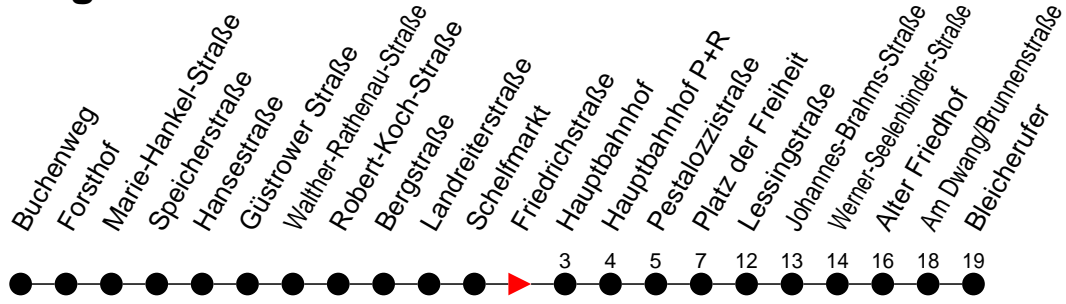 Buchenweg
Forsthof
Marie-Hankel-Straße
Speicherstraße
Hansestraße
Güstrower Straße
Walther-Rathenau-Straße
Robert-Koch-Straße
Bergstraße
Landreiterstraße
Schelfmarkt
Friedrichstraße
Hauptbahnhof
Hauptbahnhof P+R
Pestalozzistraße
Platz der Freiheit
Lessingstraße
Johannes-Brahms-Straße
Werner-Seelenbinder-Straße
Alter Friedhof
Am Dwang/Brunnenstraße
Bleicherufer
3 4 5 7 12 13 14 16 18 19